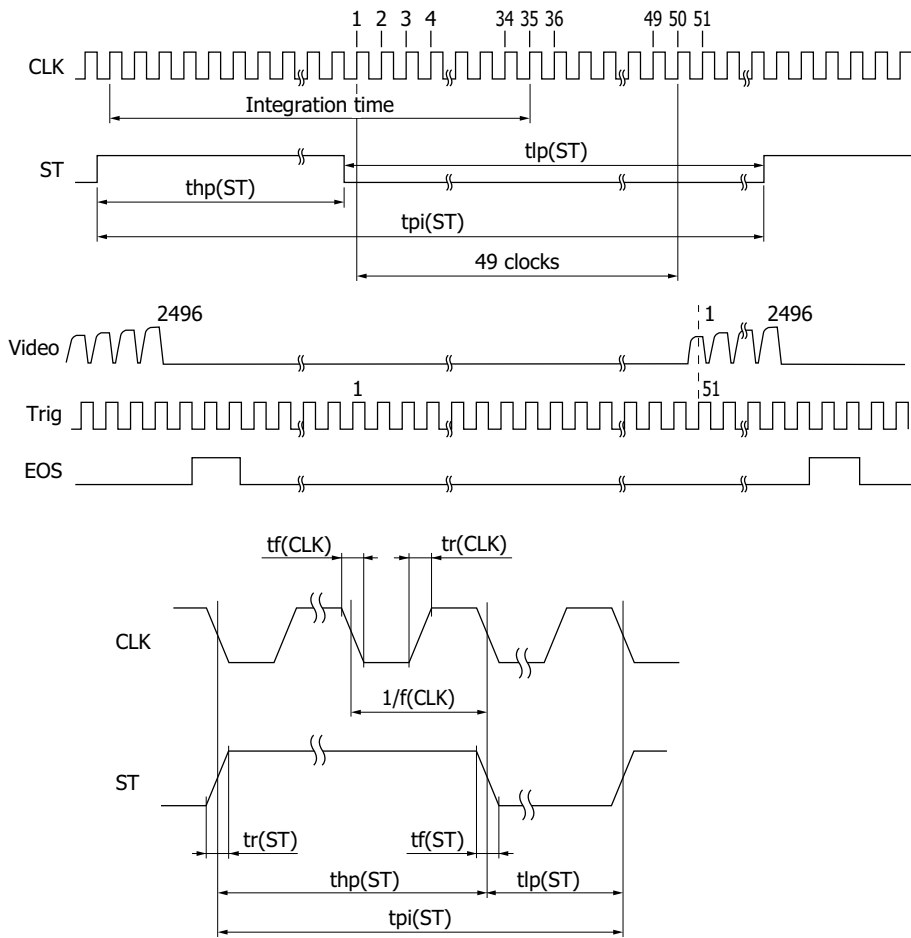 1 2 3 4 34 35 36 49 50 51
CLK
Integration time
ST
tlp(ST)
thp(ST)
tpi(ST)
49 clocks
2496 1 2496
Video
1 51
Trig
EOS
tf(CLK) tr(CLK)
CLK
1/f(CLK)
ST
tr(ST) tf(ST)
thp(ST) tlp(ST)
tpi(ST)